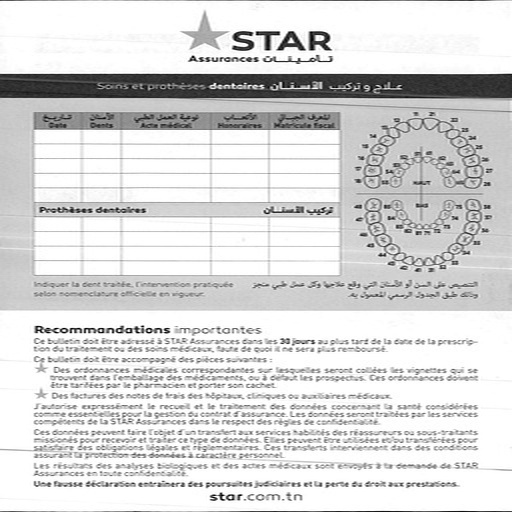 STAR
Assurances تـأميـنـات
Soins et prothèses dentaires علاج و تركيب الأسـنـان
تـاريـخ الأسنان نوعية العمل الطبي الأتعـاب المعرف الجبـائي
Date Dents Acte médical Honoraires Matricule fiscal
Prothèses dentaires تركيب الأسـنـان
HAUT
BAS
Indiquer la dent traitée, l'intervention pratiquée
selon nomenclature officielle en vigueur.
التنصيص على السن أو الأسنان التي وقع علاجها وكل عمل طبي منجز
وذلك طبق الجدول الرسمي المعمول به.
Recommandations importantes
Ce bulletin doit être adressé à STAR Assurances dans les 30 jours au plus tard de la date de la prescrip-
tion du traitement ou des soins médicaux, faute de quoi il ne sera plus remboursé.
Ce bulletin doit être accompagné des pièces suivantes :
Des ordonnances médicales correspondantes sur lesquelles seront collées les vignettes qui se
trouvent dans l'emballage des médicaments, ou à défaut les prospectus. Ces ordonnances doivent
être tarifées par le pharmacien et porter son cachet.
Des factures des notes de frais des hôpitaux, cliniques ou auxiliaires médicaux.
J'autorise expressément le recueil et le traitement des données concernant la santé considérées
comme essentielles pour la gestion du contrat d'assurance. Les données seront traitées par les services
compétents de la STAR Assurances dans le respect des règles de confidentialité.
Ces données peuvent faire l'objet d'un transfert aux services habilités des réassureurs ou sous-traitants
missionés pour recevoir et traiter ce type de données. Elles peuvent être utilisées et/ou transférées pour
satisfaire des obligations légales et réglementaires. Ces transferts interviennent dans des conditions
assurant la protection des données à caractère personnel.
Les résultats des analyses biologiques et des actes médicaux sont envoyés à la demande de STAR
Assurances en toute confidentialité.
Une fausse déclaration entraînera des poursuites judiciaires et la perte du droit aux prestations.
star.com.tn